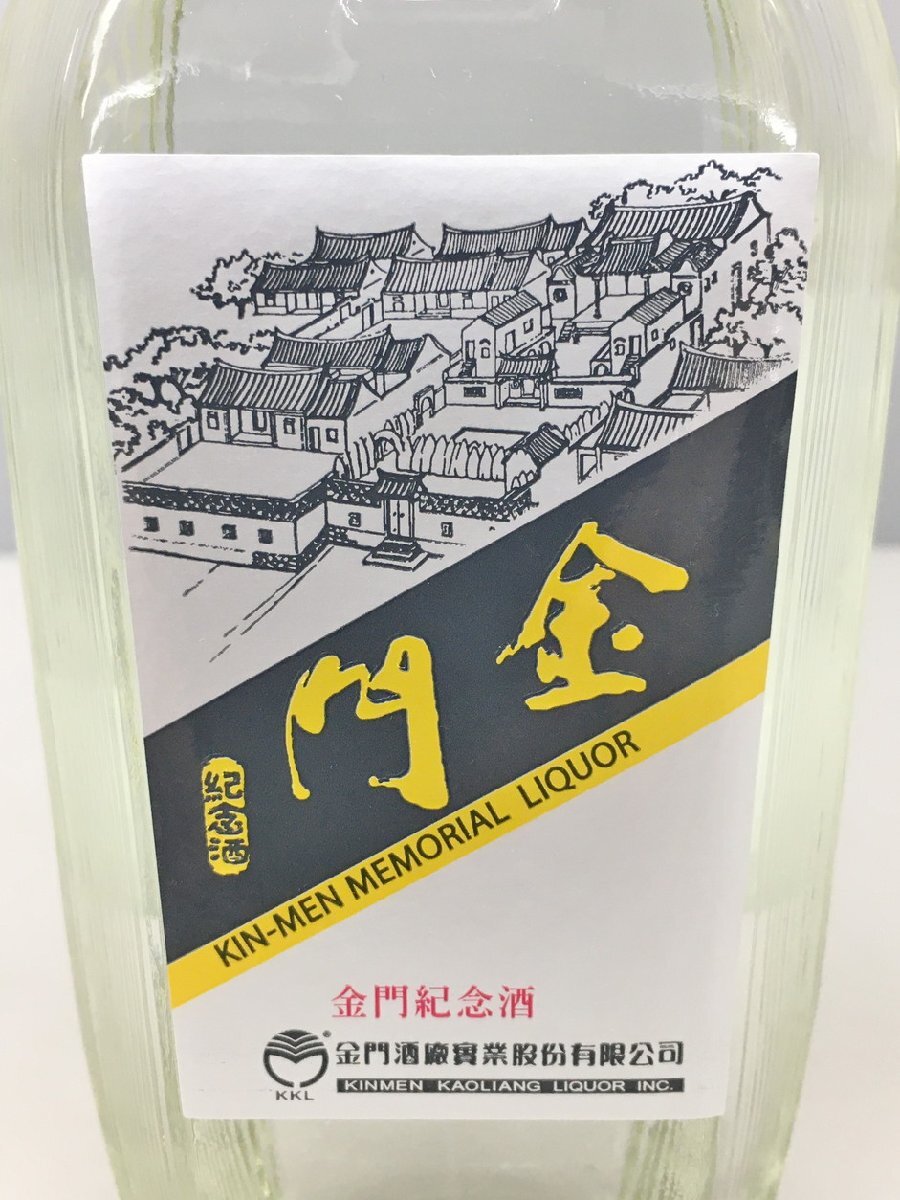 金門
紀念酒
KIN-MEN MEMORIAL LIQUOR
金門紀念酒
®
KKL
金門酒廠實業股份有限公司
KINMEN KAOLIANG LIQUOR INC.